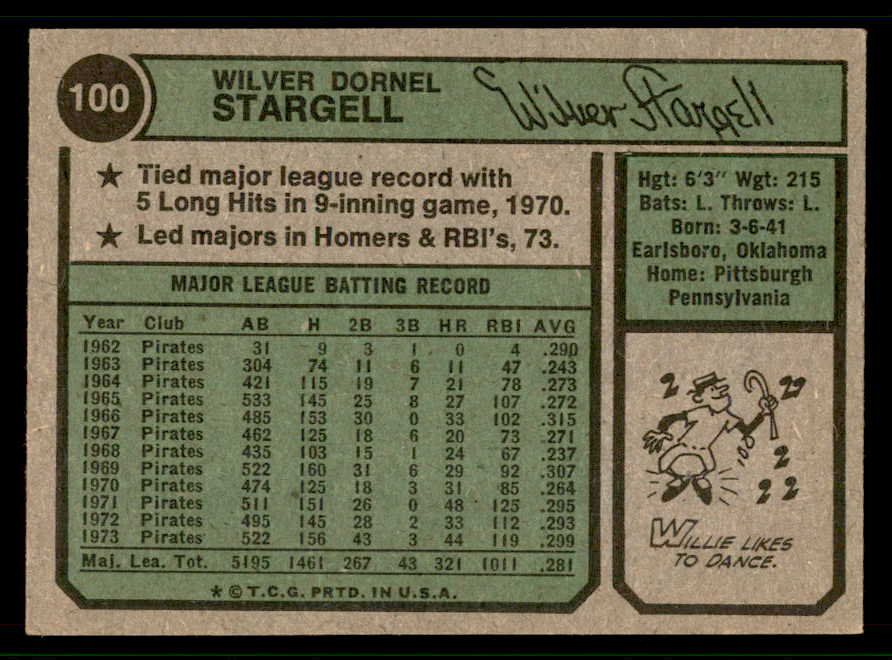 100
WILVER DORNEL
STARGELL
Wilver Stargell
★ Tied major league record with
5 Long Hits in 9-inning game, 1970.
★ Led majors in Homers & RBI's, 73.
Hgt: 6'3" Wgt: 215
Bats: L. Throws: L.
Born: 3-6-41
Earlsboro, Oklahoma
Home: Pittsburgh
Pennsylvania
MAJOR LEAGUE BATTING RECORD
Year Club AB H 2B 3B HR RBI AVG
1962 Pirates 31 9 3 1 0 4 .290
1963 Pirates 304 74 11 6 11 47 .243
1964 Pirates 421 115 19 7 21 78 .273
1965 Pirates 533 145 25 8 27 107 .272
1966 Pirates 485 153 30 0 33 102 .315
1967 Pirates 462 125 18 6 20 73 .271
1968 Pirates 435 103 15 1 24 67 .237
1969 Pirates 522 160 31 6 29 92 .307
1970 Pirates 474 125 18 3 31 85 .264
1971 Pirates 511 151 26 0 48 125 .295
1972 Pirates 495 145 28 2 33 112 .293
1973 Pirates 522 156 43 3 44 119 .299
Maj. Lea. Tot. 5195 1461 267 43 321 1011 .281
★ © T.C.G. PRTD. IN U.S.A.
WILLIE LIKES
TO DANCE.